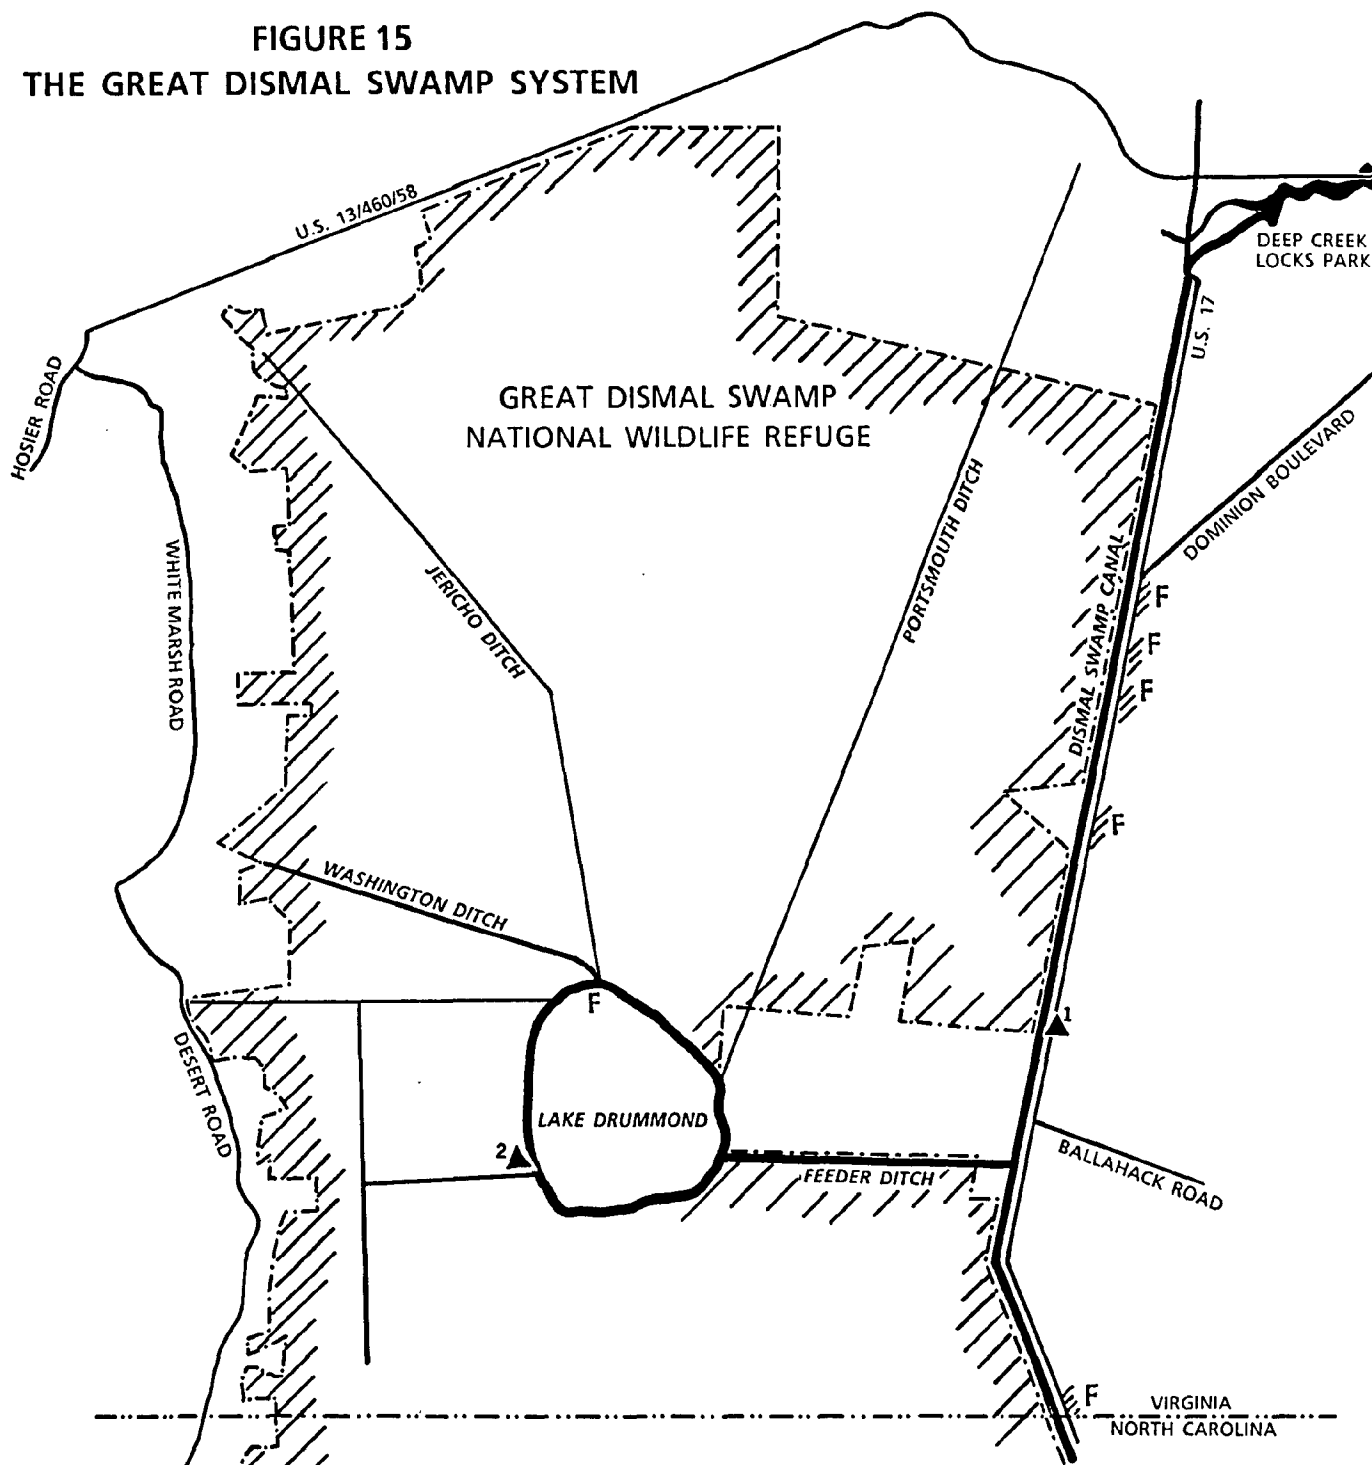 FIGURE 15
THE GREAT DISMAL SWAMP SYSTEM
U.S. 13/460/58
DEEP CREEK
LOCKS PARK
U.S. 17
HOSIER ROAD
GREAT DISMAL SWAMP
NATIONAL WILDLIFE REFUGE
DOMINION BOULEVARD
PORTSMOUTH DITCH
WHITE MARSH ROAD
JERICHO DITCH
DISMAL SWAMP CANAL
F
F
F
F
WASHINGTON DITCH
F
1
DESERT ROAD
LAKE DRUMMOND
2
FEEDER DITCH
BALLAHACK ROAD
F
VIRGINIA
NORTH CAROLINA